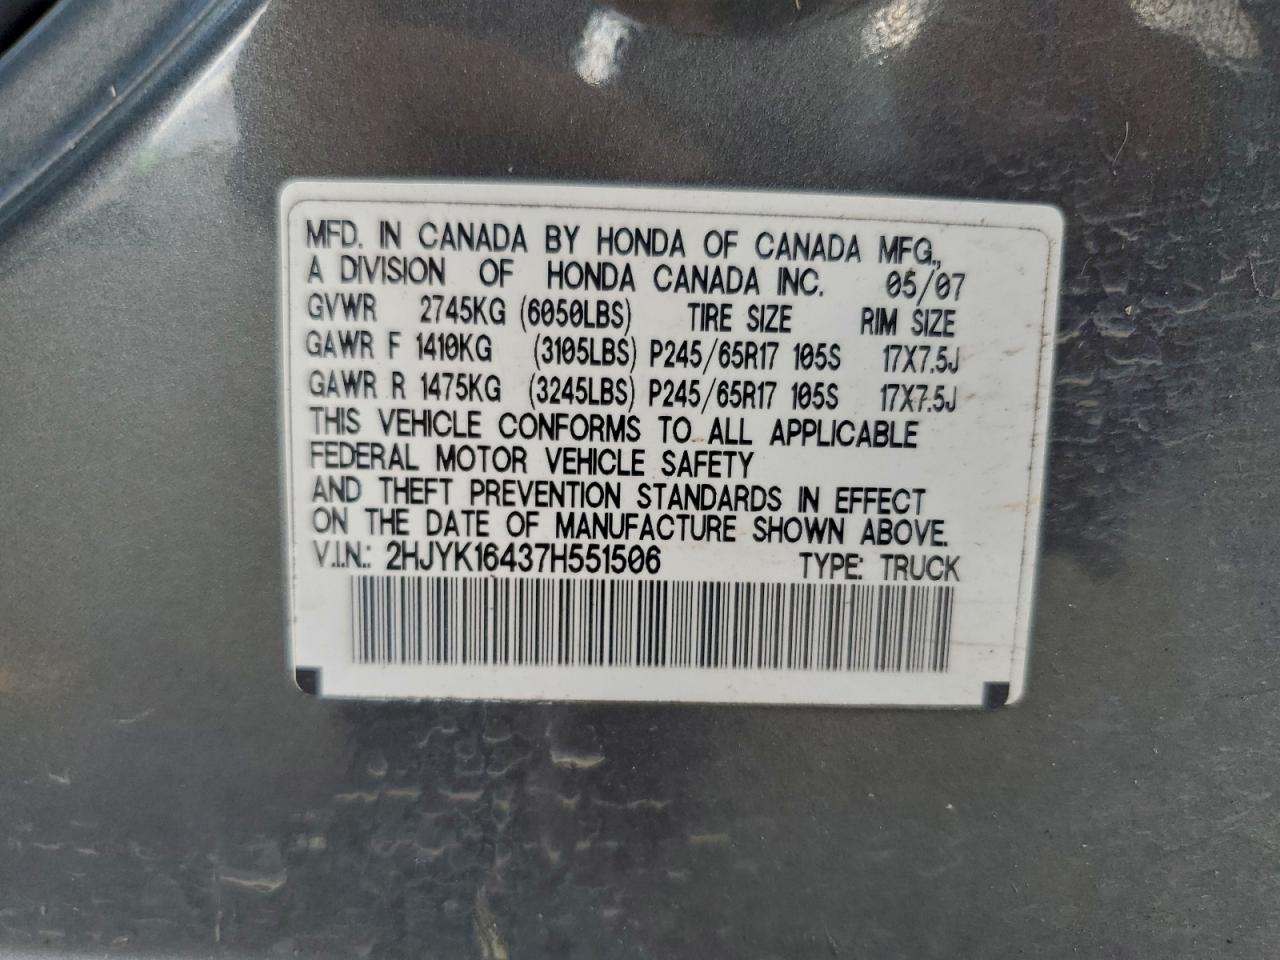 MFD. IN CANADA BY HONDA OF CANADA MFG.,
A DIVISION OF HONDA CANADA INC. 05/07
GVWR 2745KG (6050LBS) TIRE SIZE RIM SIZE
GAWR F 1410KG (3105LBS) P245/65R17 105S 17X7.5J
GAWR R 1475KG (3245LBS) P245/65R17 105S 17X7.5J
THIS VEHICLE CONFORMS TO ALL APPLICABLE
FEDERAL MOTOR VEHICLE SAFETY
AND THEFT PREVENTION STANDARDS IN EFFECT
ON THE DATE OF MANUFACTURE SHOWN ABOVE.
V.I.N.: 2HJYK16437H551506 TYPE: TRUCK